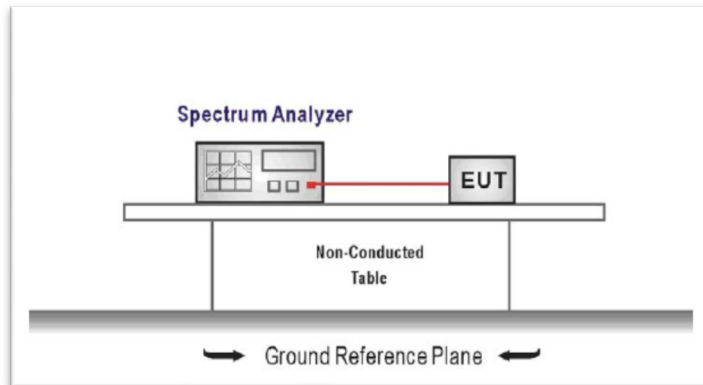 Spectrum Analyzer
EUT
Non-Conducted
Table
Ground Reference Plane